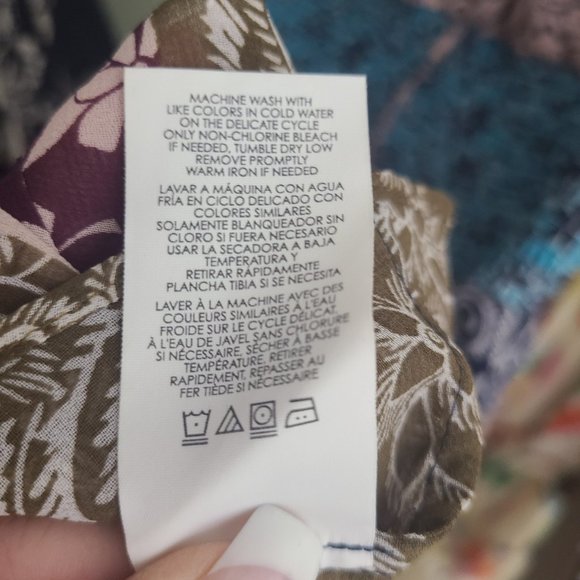 MACHINE WASH WITH
LIKE COLORS IN COLD WATER
ON THE DELICATE CYCLE
ONLY NON-CHLORINE BLEACH
IF NEEDED, TUMBLE DRY LOW
REMOVE PROMPTLY
WARM IRON IF NEEDED
LAVAR A MÁQUINA CON AGUA
FRÍA EN CICLO DELICADO CON
COLORES SIMILARES
SOLAMENTE BLANQUEADOR SIN
CLORO SI FUERA NECESARIO
USAR LA SECADORA A BAJA
TEMPERATURA Y
RETIRAR RÁPIDAMENTE
PLANCHA TIBIA SI SE NECESITA
LAVER À LA MACHINE AVEC DES
COULEURS SIMILAIRES À L'EAU
FROIDE SUR LE CYCLE DÉLICAT,
À L'EAU DE JAVEL SANS CHLORURE
SI NÉCESSAIRE, SÉCHER À BASSE
TEMPÉRATURE, RETIRER
RAPIDEMENT, REPASSER AU
FER TIÈDE SI NÉCESSAIRE